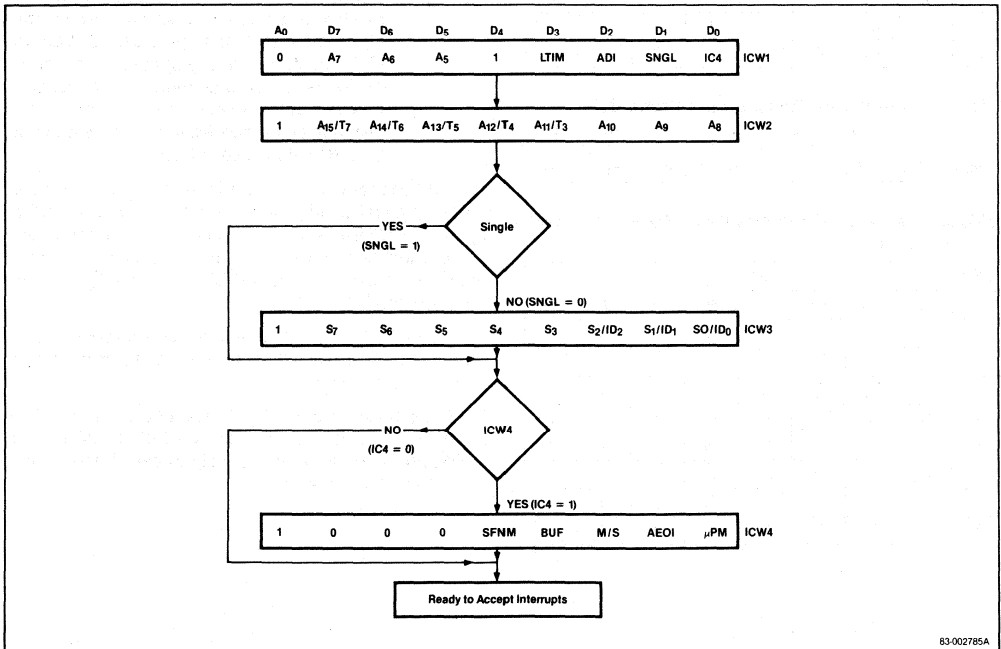 A0 D7 D6 D5 D4 D3 D2 D1 D0
0 A7 A6 A5 1 LTIM ADI SNGL IC4 ICW1
1 A15/T7 A14/T6 A13/T5 A12/T4 A11/T3 A10 A9 A8 ICW2
Single
YES
(SNGL = 1)
NO (SNGL = 0)
1 S7 S6 S5 S4 S3 S2/ID2 S1/ID1 SO/ID0 ICW3
ICW4
NO
(IC4 = 0)
YES (IC4 = 1)
1 0 0 0 SFNM BUF M/S AEOI μPM ICW4
Ready to Accept Interrupts
83-002785A